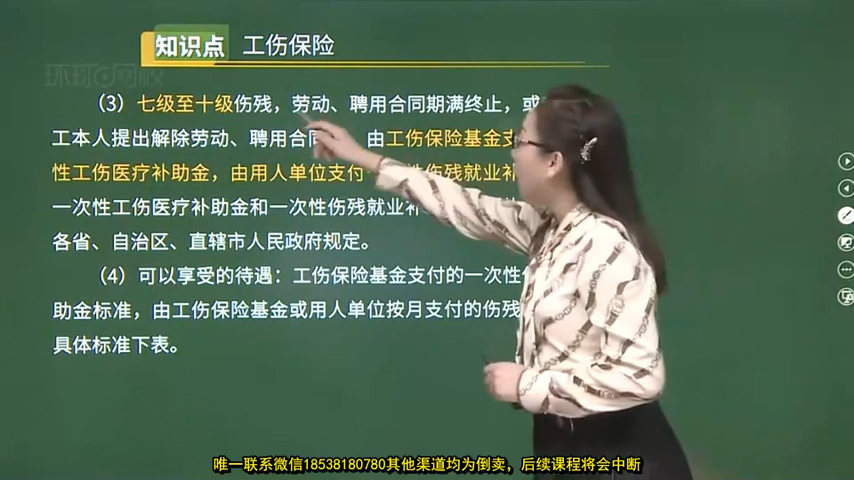 知识点 工伤保险
环球网校
（3）七级至十级伤残，劳动、聘用合同期满终止，或
工本人提出解除劳动、聘用合同 由工伤保险基金支
性工伤医疗补助金，由用人单位支付 性伤残就业补
一次性工伤医疗补助金和一次性伤残就业补
各省、自治区、直辖市人民政府规定。
（4）可以享受的待遇：工伤保险基金支付的一次性
助金标准，由工伤保险基金或用人单位按月支付的伤残
具体标准下表。
唯一联系微信18538180780其他渠道均为倒卖，后续课程将会中断